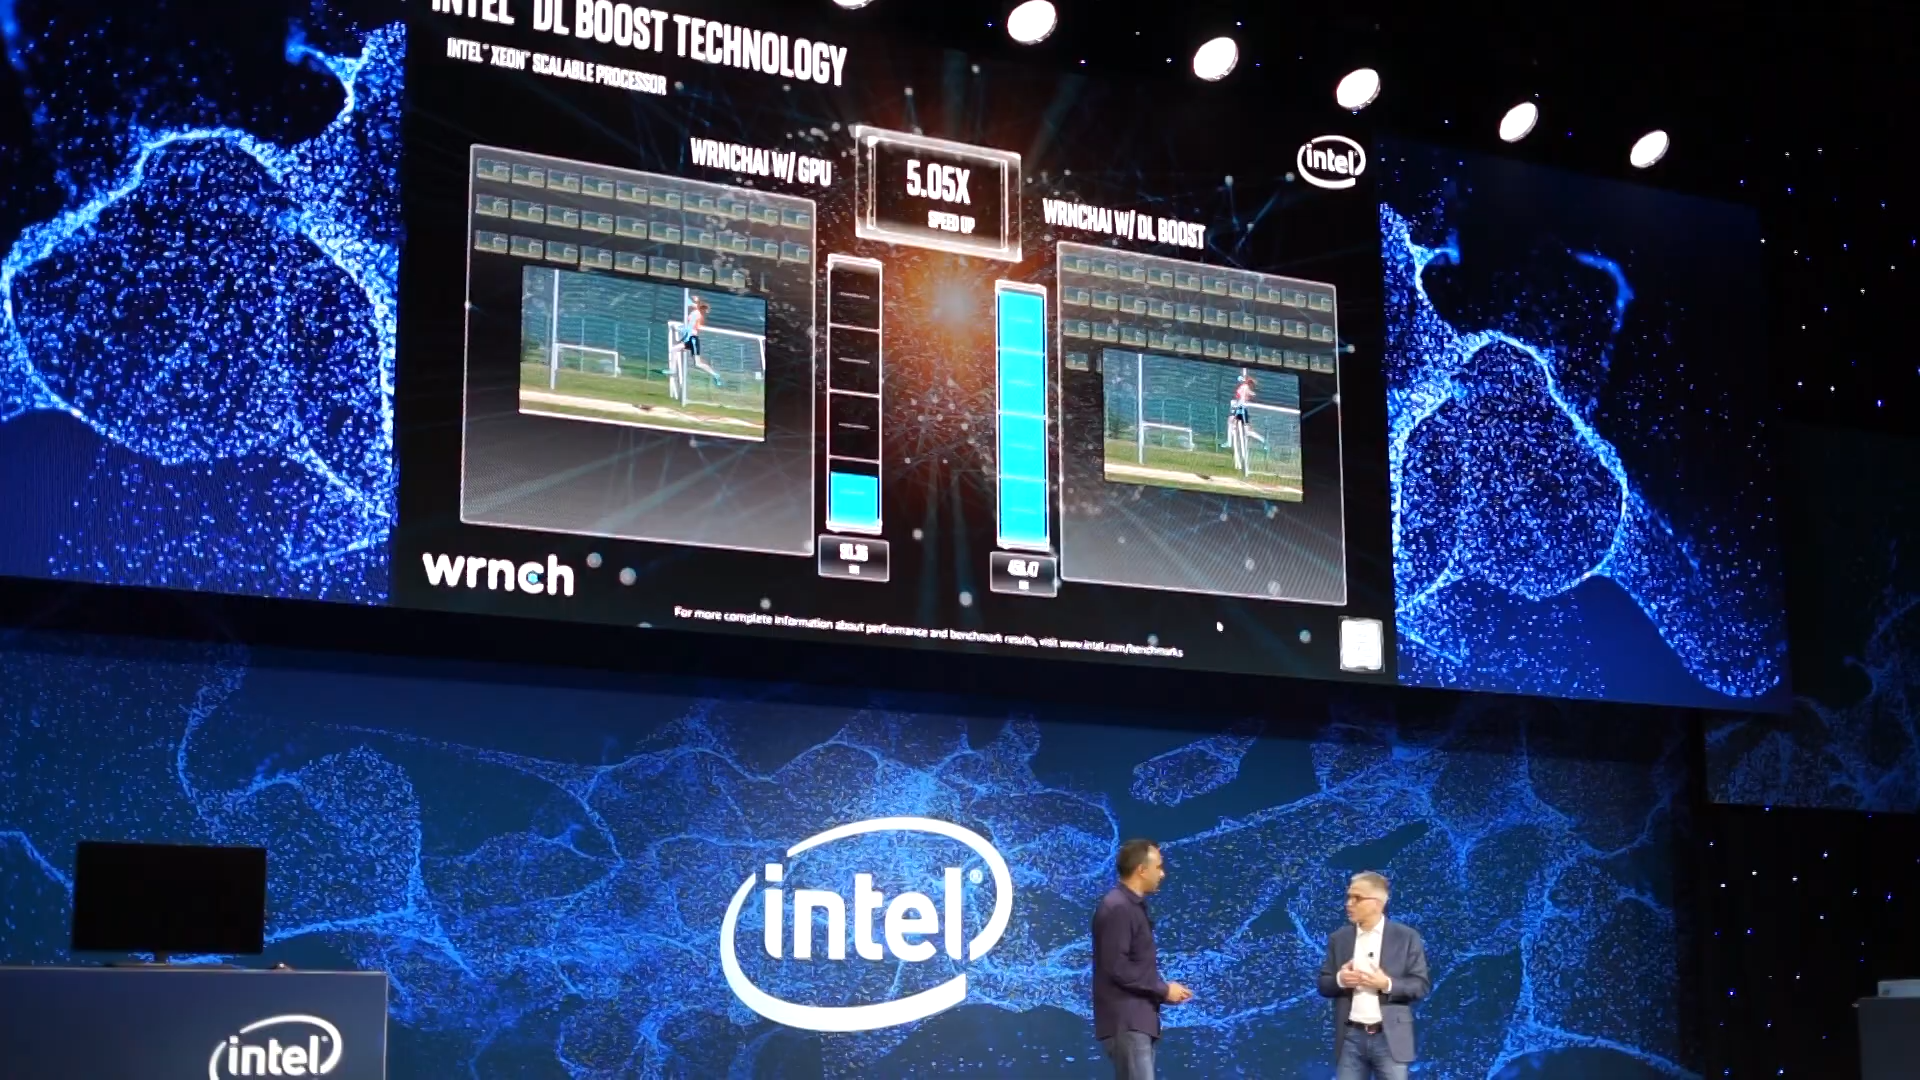 INTEL® DL BOOST TECHNOLOGY
INTEL® XEON® SCALABLE PROCESSOR
WRNCHAI W/ GPU
5.05X
SPEED UP
intel
WRNCHAI W/ DL BOOST
wrnch
For more complete information about performance and benchmark results, visit www.intel.com/benchmarks
intel®
intel